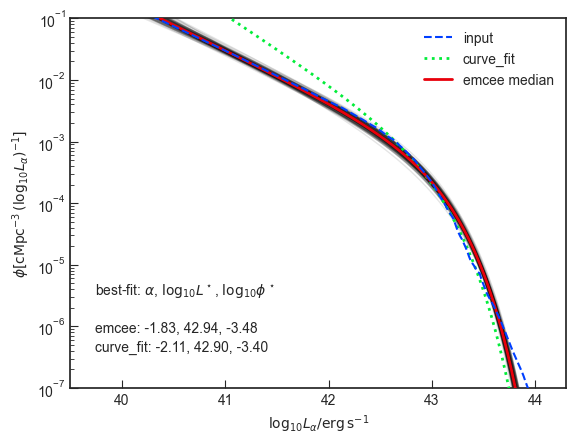 input
curve_fit
emcee median
ϕ[cMpc⁻³ (log₁₀Lα)⁻¹]
10⁻¹
10⁻²
10⁻³
10⁻⁴
10⁻⁵
10⁻⁶
10⁻⁷
best-fit: α, log₁₀L*, log₁₀ϕ*
emcee: -1.83, 42.94, -3.48
curve_fit: -2.11, 42.90, -3.40
40 41 42 43 44
log₁₀Lα/erg s⁻¹